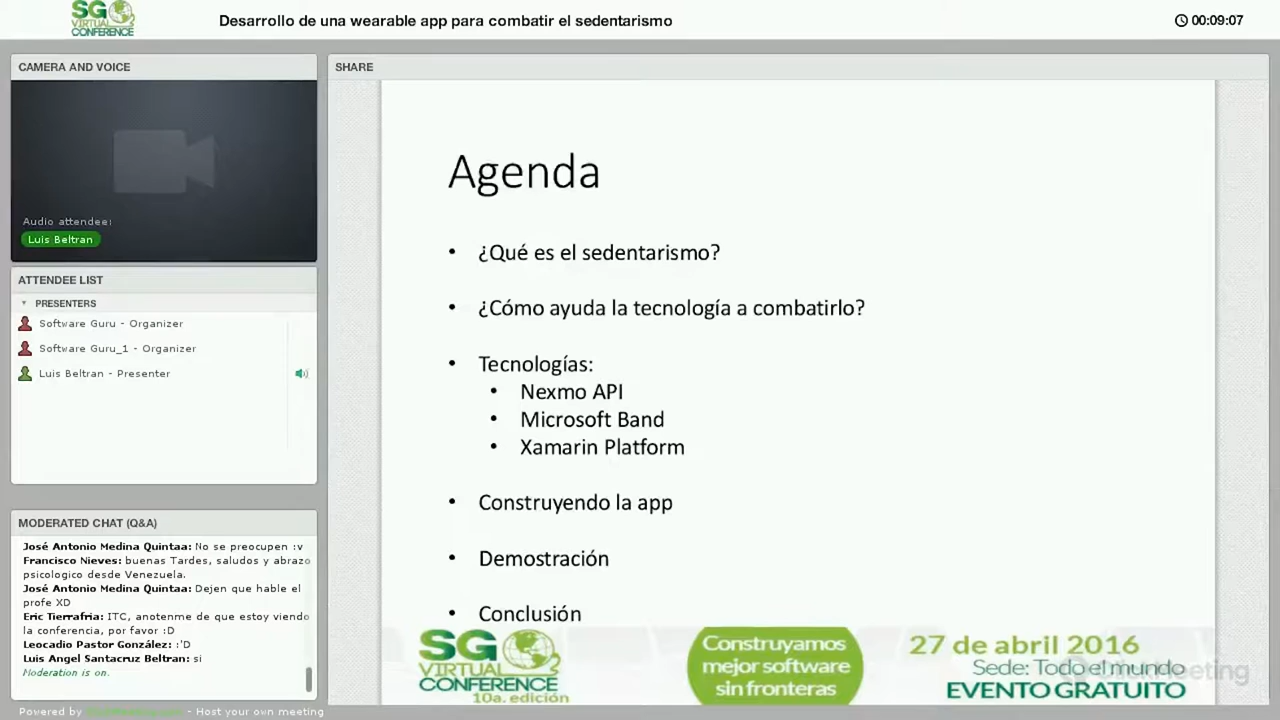 SG
VIRTUAL
CONFERENCE
Desarrollo de una wearable app para combatir el sedentarismo
00:09:07
CAMERA AND VOICE
Audio attendee:
Luis Beltran
ATTENDEE LIST
PRESENTERS
Software Guru - Organizer
Software Guru_1 - Organizer
Luis Beltran - Presenter
MODERATED CHAT (Q&A)
José Antonio Medina Quintaa: No se preocupen :v
Francisco Nieves: buenas Tardes, saludos y abrazo
psicologico desde Venezuela.
José Antonio Medina Quintaa: Dejen que hable el
profe XD
Eric Tierrafria: ITC, anotenme de que estoy viendo
la conferencia, por favor :D
Leocadio Pastor González: :'D
Luis Angel Santacruz Beltran: si
Moderation is on.
Powered by ClickMeeting.com - Host your own meeting
SHARE
Agenda
• ¿Qué es el sedentarismo?
• ¿Cómo ayuda la tecnología a combatirlo?
• Tecnologías:
• Nexmo API
• Microsoft Band
• Xamarin Platform
• Construyendo la app
• Demostración
• Conclusión
SG
VIRTUAL
CONFERENCE
10a. edición
Construyamos
mejor software
sin fronteras
27 de abril 2016
Sede: Todo el mundo
EVENTO GRATUITO
ClickMeeting